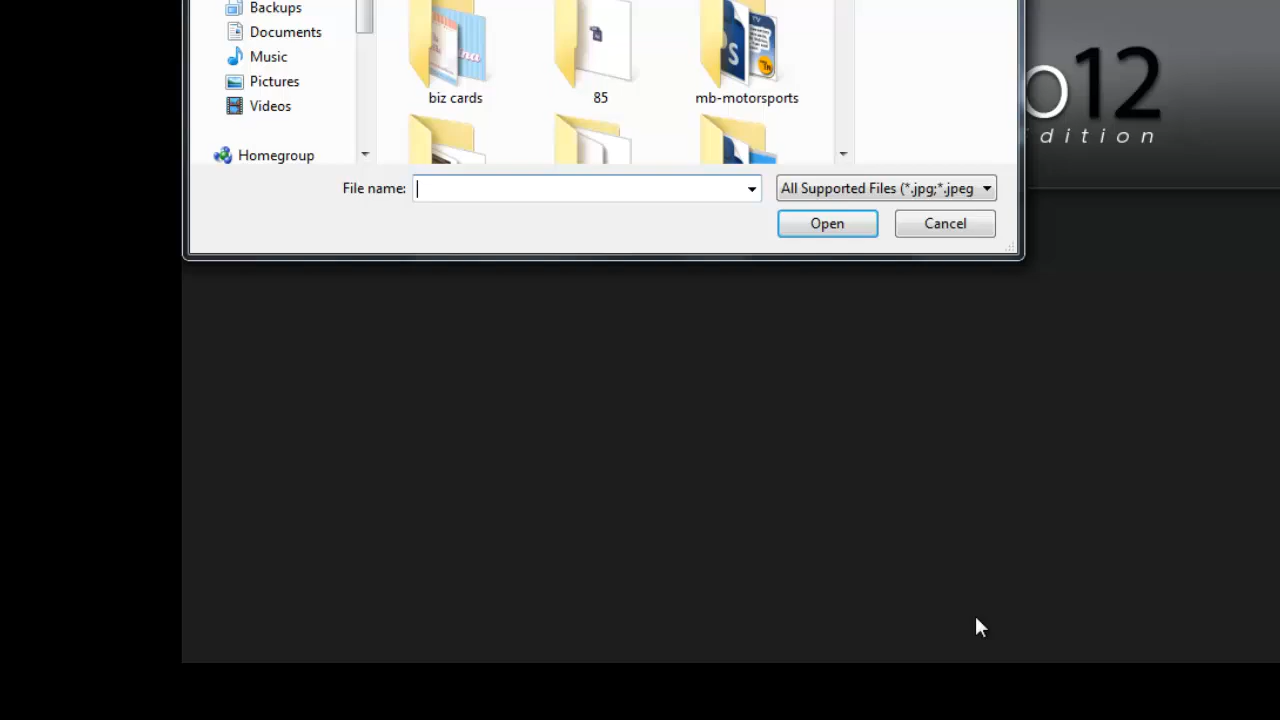 Backups
Documents
Music
Pictures
Videos
Homegroup
biz cards
85
mb-motorsports
File name:
All Supported Files (*.jpg;*.jpeg
Open
Cancel
o12
dition